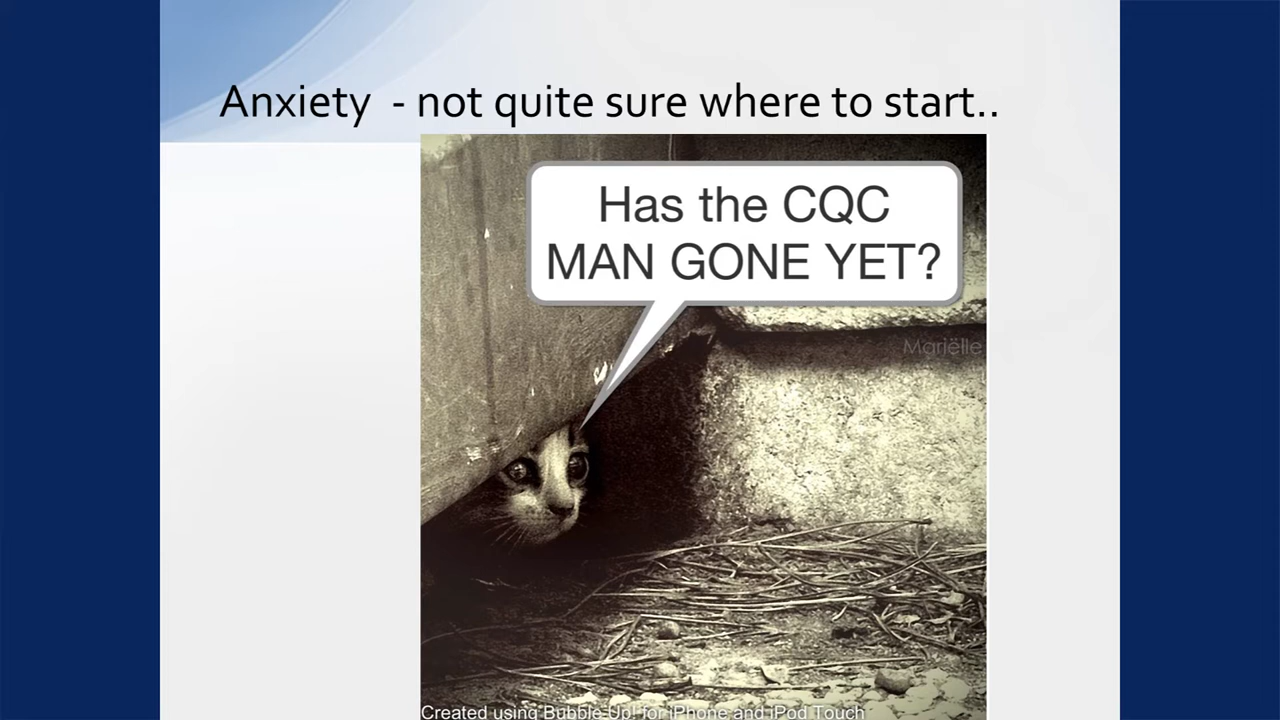 Anxiety - not quite sure where to start..
Has the CQC
MAN GONE YET?
Mariëlle
Created using Bubble Up! for iPhone and iPod Touch